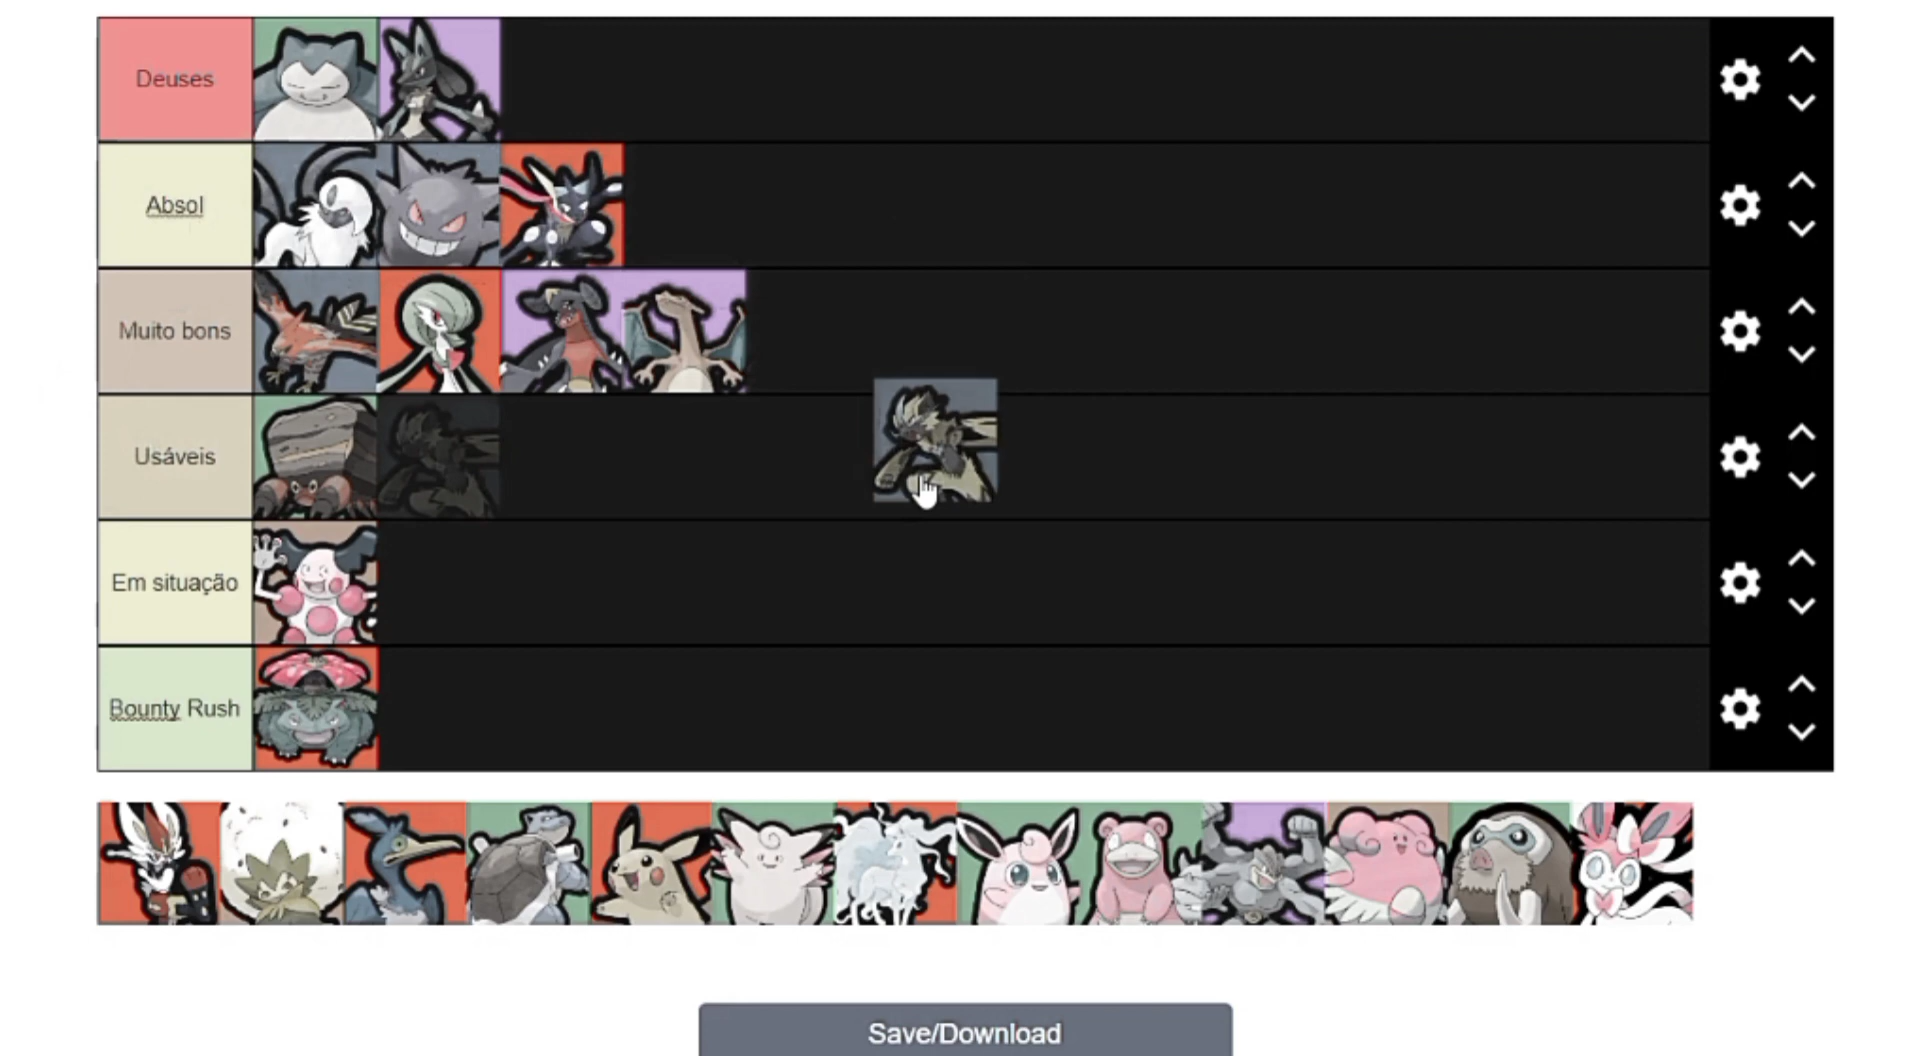 Deuses
Absol
Muito bons
Usáveis
Em situação
Bounty Rush
Save/Download